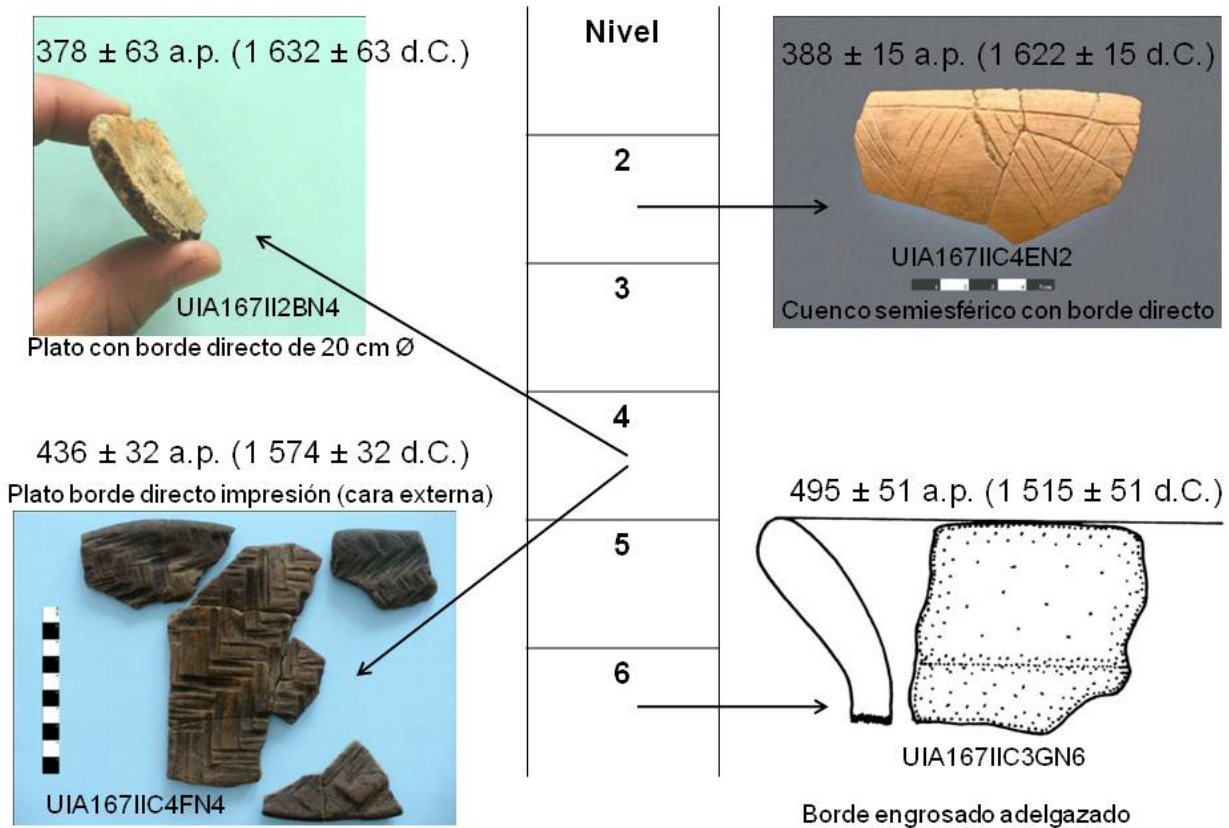 378 ± 63 a.p. (1 632 ± 63 d.C.)
UIA167II2BN4
Plato con borde directo de 20 cm Ø
436 ± 32 a.p. (1 574 ± 32 d.C.)
Plato borde directo impresión (cara externa)
UIA167IIC4FN4
Nivel
2
3
4
5
6
388 ± 15 a.p. (1 622 ± 15 d.C.)
UIA167IIC4EN2
Cuenco semiesférico con borde directo
495 ± 51 a.p. (1 515 ± 51 d.C.)
UIA167IIC3GN6
Borde engrosado adelgazado